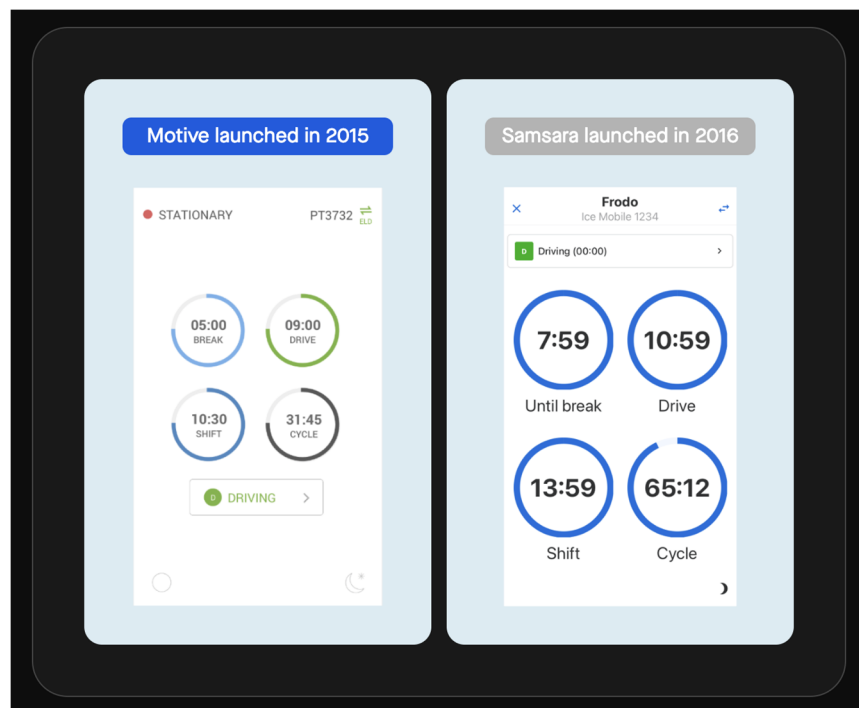 Motive launched in 2015
STATIONARY PT3732
ELD
05:00
BREAK
09:00
DRIVE
10:30
SHIFT
31:45
CYCLE
D DRIVING
Samsara launched in 2016
Frodo
Ice Mobile 1234
D Driving (00:00)
7:59
Until break
10:59
Drive
13:59
Shift
65:12
Cycle